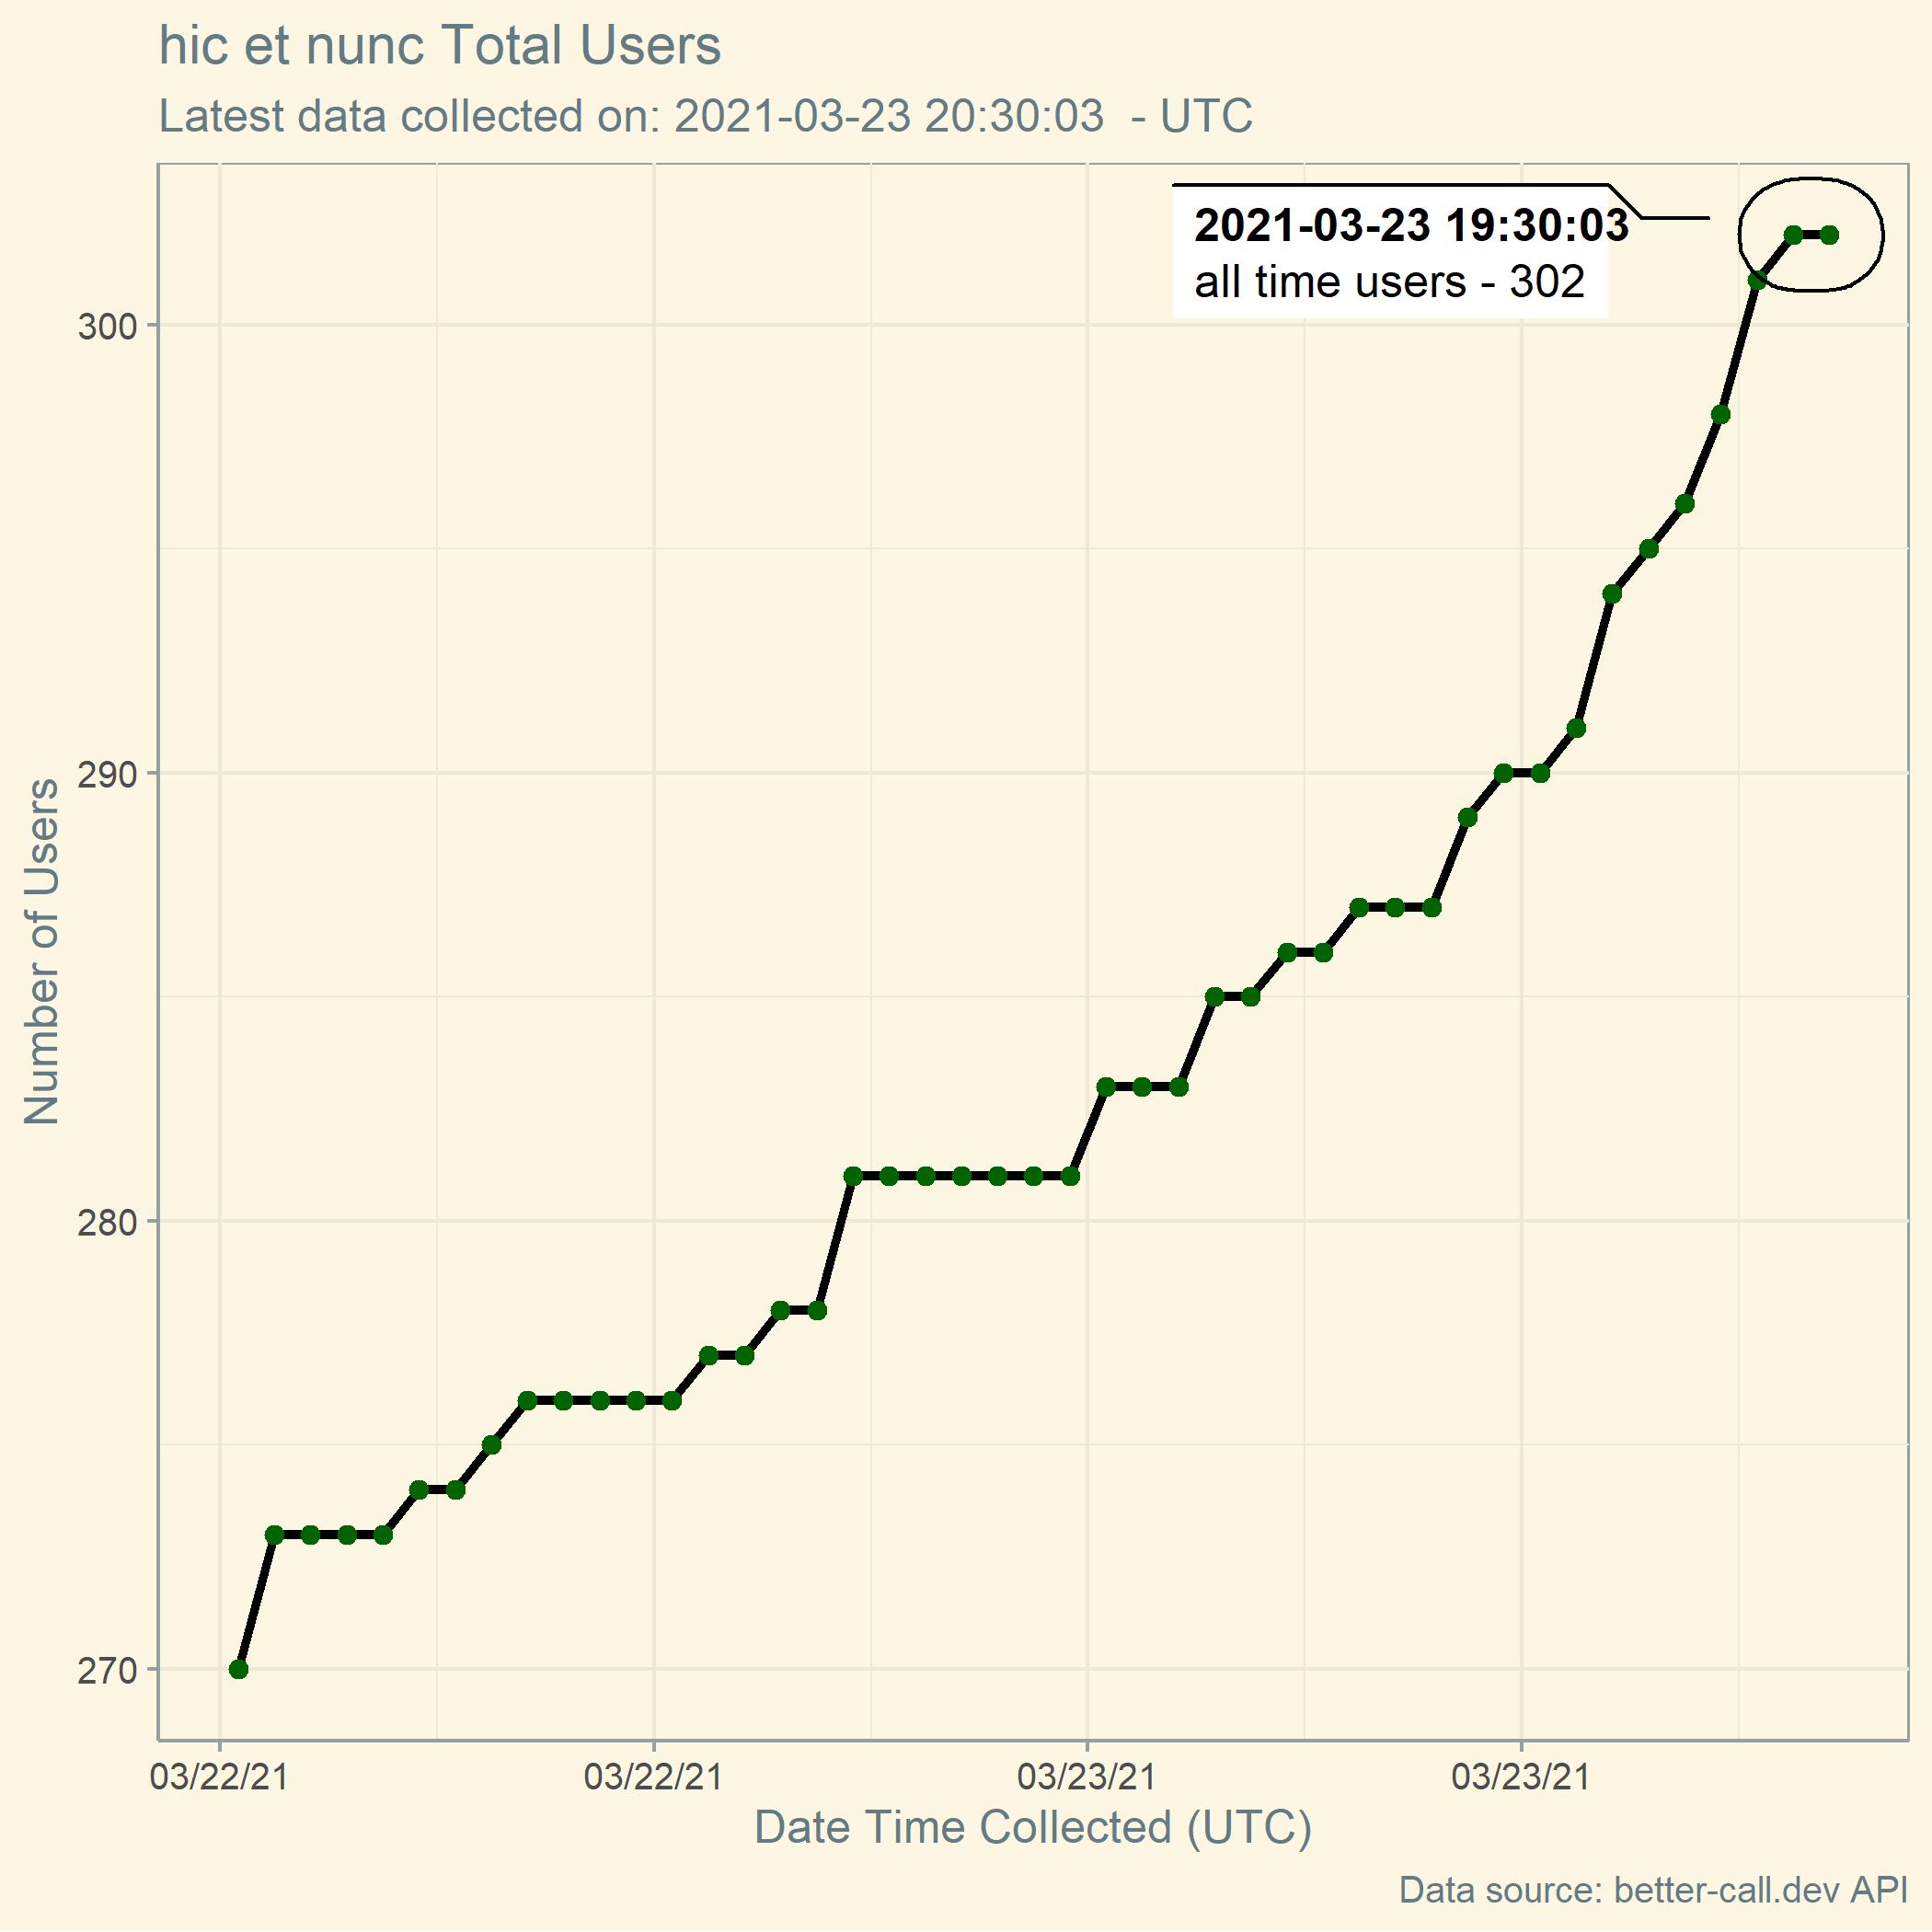 hic et nunc Total Users
Latest data collected on: 2021-03-23 20:30:03  - UTC
2021-03-23 19:30:03
all time users - 302
300
290
280
270
Number of Users
03/22/21
03/22/21
03/23/21
03/23/21
Date Time Collected (UTC)
Data source: better-call.dev API